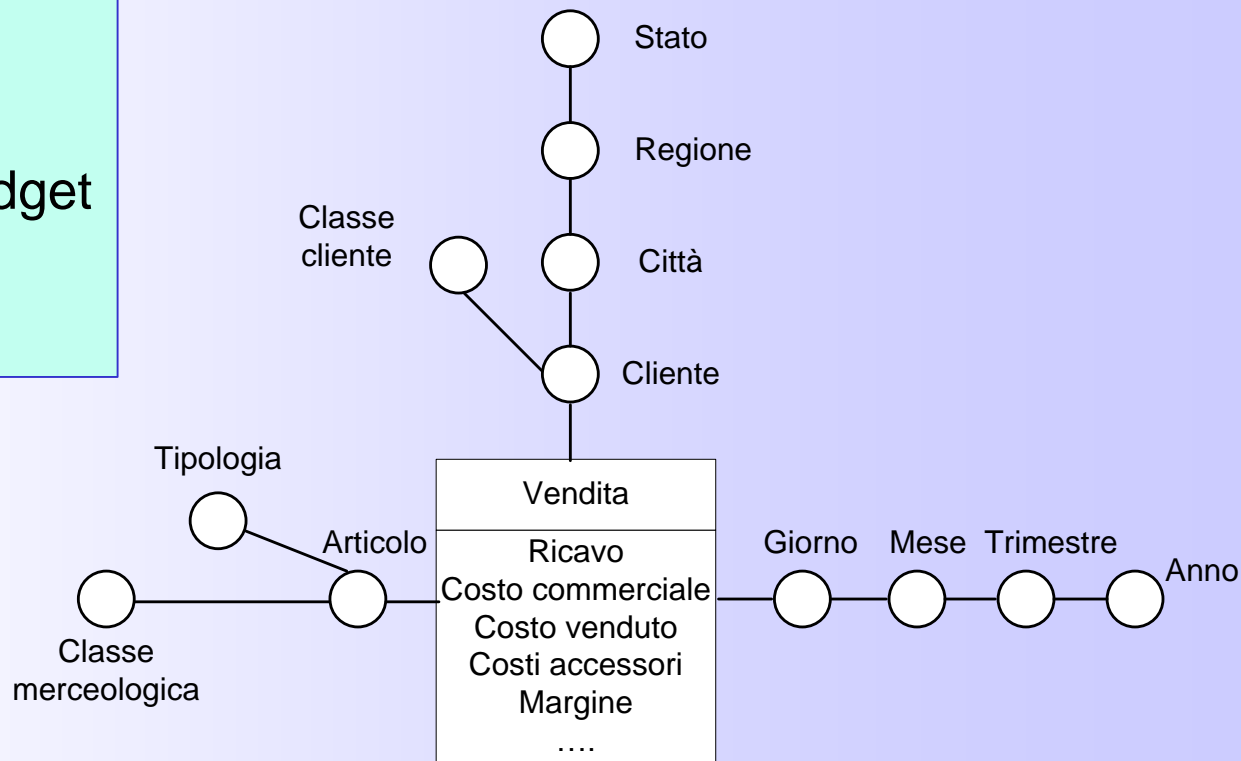 Stato
Regione
Classe
cliente
Città
Cliente
Tipologia
Vendita
Articolo
Ricavo
Costo commerciale
Costo venduto
Costi accessori
Margine
….
Giorno
Mese
Trimestre
Anno
Classe
merceologica